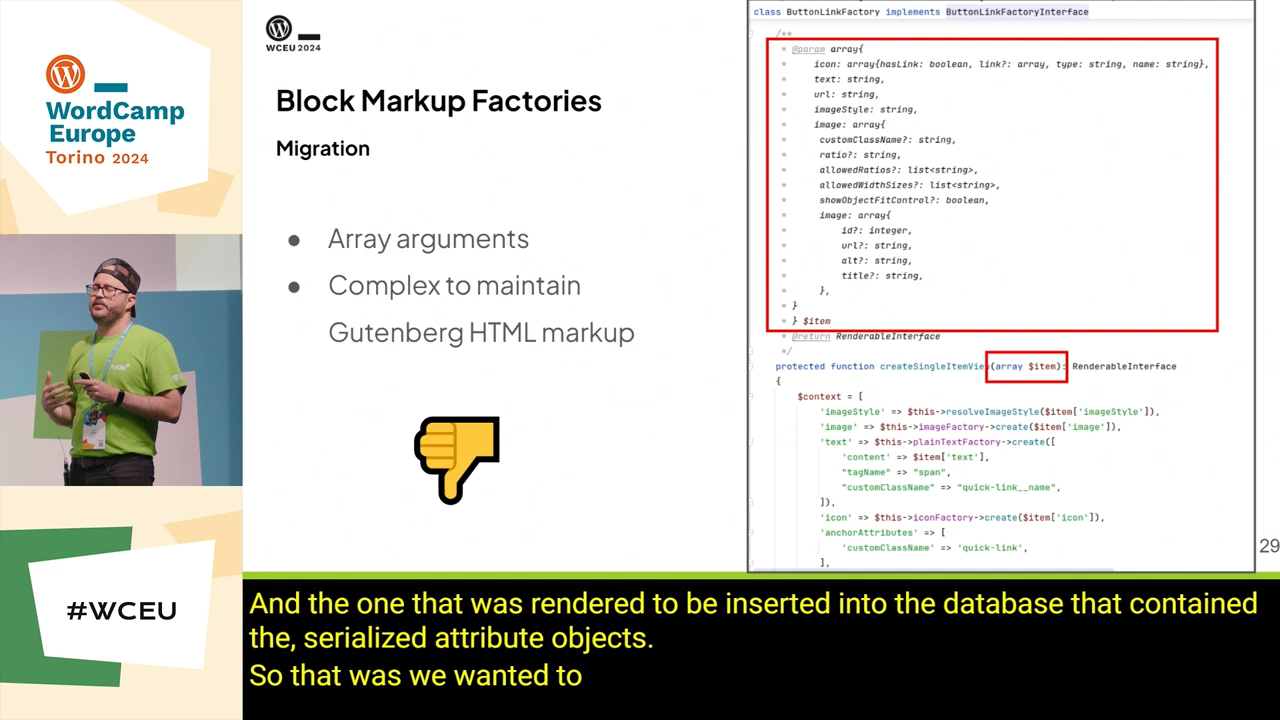 WordCamp
Europe
Torino 2024
#WCEU
WCEU 2024
Block Markup Factories
Migration
● Array arguments
● Complex to maintain
Gutenberg HTML markup
class ButtonLinkFactory implements ButtonLinkFactoryInterface
/**
* @param array{
* icon: array{hasLink: boolean, link?: array, type: string, name: string},
* text: string,
* url: string,
* imageStyle: string,
* image: array{
* customClassName?: string,
* ratio?: string,
* allowedRatios?: list<string>,
* allowedWidthSizes?: list<string>,
* showObjectFitControl?: boolean,
* image: array{
* id?: integer,
* url?: string,
* alt?: string,
* title?: string,
* },
* }
* } $item
* @return RenderableInterface
*/
protected function createSingleItemView(array $item): RenderableInterface
{
$context = [
'imageStyle' => $this->resolveImageStyle($item['imageStyle']),
'image' => $this->imageFactory->create($item['image']),
'text' => $this->plainTextFactory->create([
'content' => $item['text'],
"tagName" => "span",
"customClassName" => "quick-link__name",
]),
'icon' => $this->iconFactory->create($item['icon']),
'anchorAttributes' => [
'customClassName' => 'quick-link',
],
29
And the one that was rendered to be inserted into the database that contained
the, serialized attribute objects.
So that was we wanted to